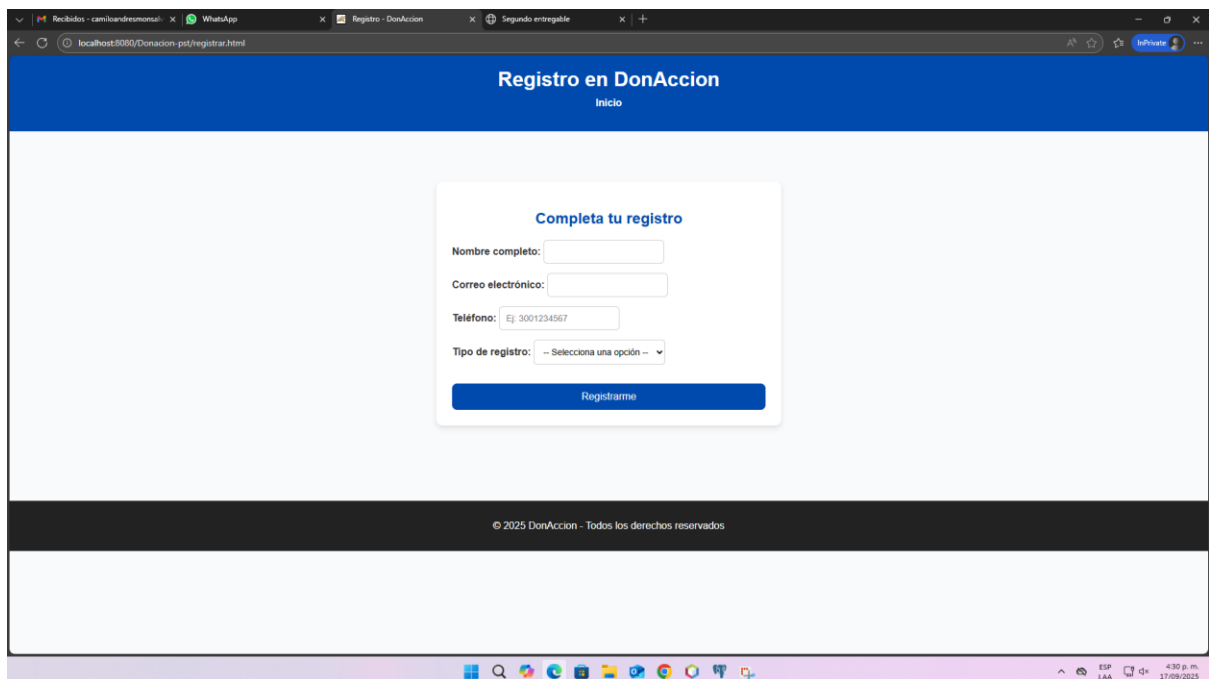 Recibidos - camiloandresmonsalv
WhatsApp
Registro - DonAccion
Segundo entregable
localhost:8080/Donacion-pst/registrar.html
InPrivate
Registro en DonAccion
Inicio
Completa tu registro
Nombre completo:
Correo electrónico:
Teléfono: Ej: 3001234567
Tipo de registro: -- Selecciona una opción --
Registrarme
© 2025 DonAccion - Todos los derechos reservados
ESP
LAA
4:30 p. m.
17/09/2025